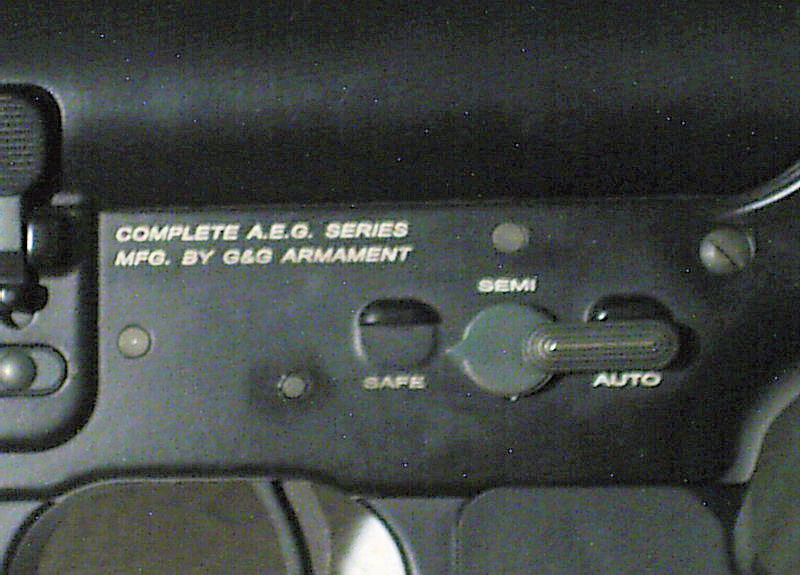 COMPLETE A.E.G. SERIES
MFG. BY G&G ARMAMENT
SEMI
SAFE
AUTO